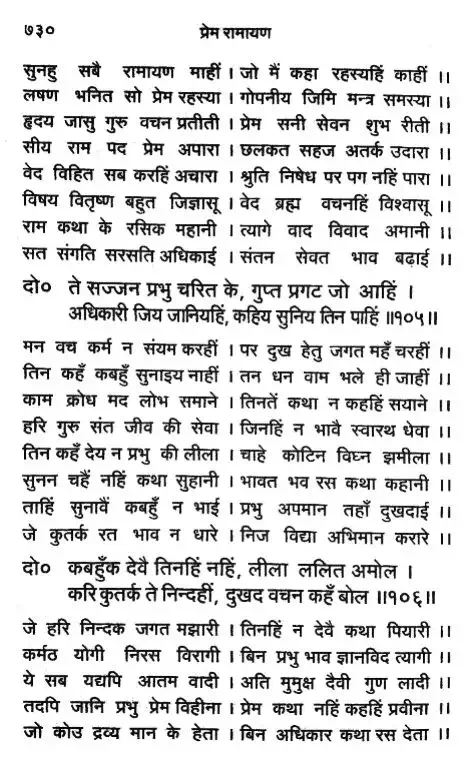 ७३०
प्रेम रामायण
सुनहु सबै रामायण माहीं । जो मैं कहा रहस्यहिं काहीं ।।
लषण भनित सो प्रेम रहस्या । गोपनीय जिमि मन्त्र समस्या ।।
हृदय जासु गुरु वचन प्रतीती । प्रेम सनी सेवन शुभ रीती ।।
सीय राम पद प्रेम अपारा । छलकत सहज अतर्क उदारा ।।
वेद विहित सब करहिं अचारा । श्रुति निषेध पर पग नहिं पारा ।।
विषय वितृष्ण बहुत जिज्ञासू । वेद ब्रह्म वचनहिं विश्वासू ।।
राम कथा के रसिक महानी । त्यागे वाद विवाद अमानी ।।
सत संगति सरसति अधिकाई । संतन सेवत भाव बढ़ाई ।।
दो० ते सज्जन प्रभु चरित के, गुप्त प्रगट जो आहिं ।
अधिकारी जिय जानियहिं, कहिय सुनिय तिन पाहिं ॥१०५॥
मन वच कर्म न संयम करहीं । पर दुख हेतु जगत महँ चरहीं ।।
तिन कहँ कबहुँ सुनाइय नाहीं । तन धन वाम भले ही जाहीं ।।
काम क्रोध मद लोभ समाने । तिनतें कथा न कहहिं सयाने ।।
हरि गुरु संत जीव की सेवा । जिनहिं न भावै स्वारथ धेवा ।।
तिन कहँ देय न प्रभु की लीला । चाहे कोटिन विघ्न झमीला ।।
सुनन चहैं नहिं कथा सुहानी । भावत भव रस कथा कहानी ।।
ताहिं सुनावैं कबहुँ न भाई । प्रभु अपमान तहाँ दुखदाई ।।
जे कुतर्क रत भाव न धारे । निज विद्या अभिमान करारे ।।
दो० कबहुँक देवै तिनहिं नहिं, लीला ललित अमोल ।
करि कुतर्क ते निन्दहीं, दुखद वचन कहँ बोल ॥१०६॥
जे हरि निन्दक जगत मझारी । तिनहिं न देवै कथा पियारी ।।
कर्मठ योगी निरस विरागी । बिन प्रभु भाव ज्ञानविद त्यागी ।।
ये सब यद्यपि आतम वादी । अति मुमुक्ष दैवी गुण लादी ।।
तदपि जानि प्रभु प्रेम विहीना । प्रेम कथा नहिं कहहिं प्रवीना ।।
जो कोउ द्रव्य मान के हेता । बिन अधिकार कथा रस देता ।।